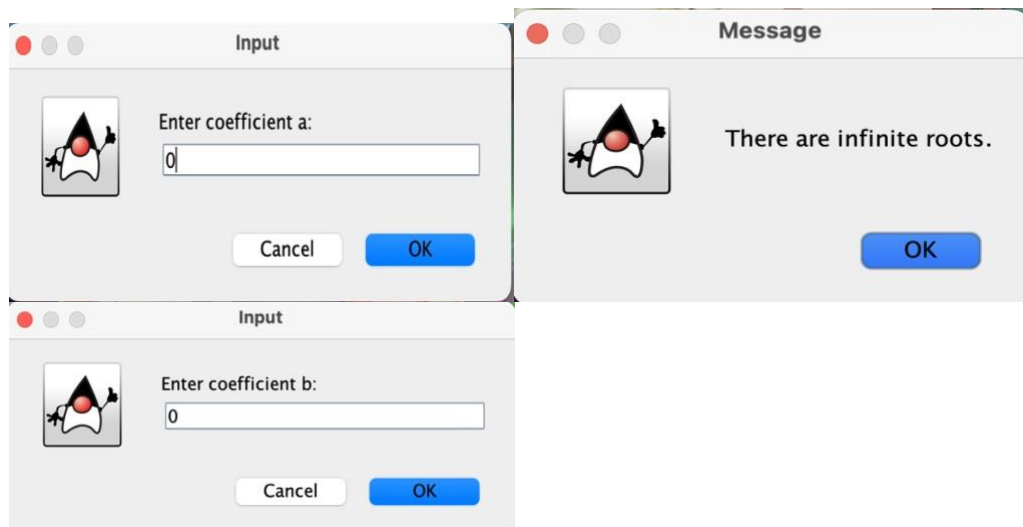 Input
Enter coefficient a:
0
Cancel OK
Message
There are infinite roots.
OK
Input
Enter coefficient b:
0
Cancel OK